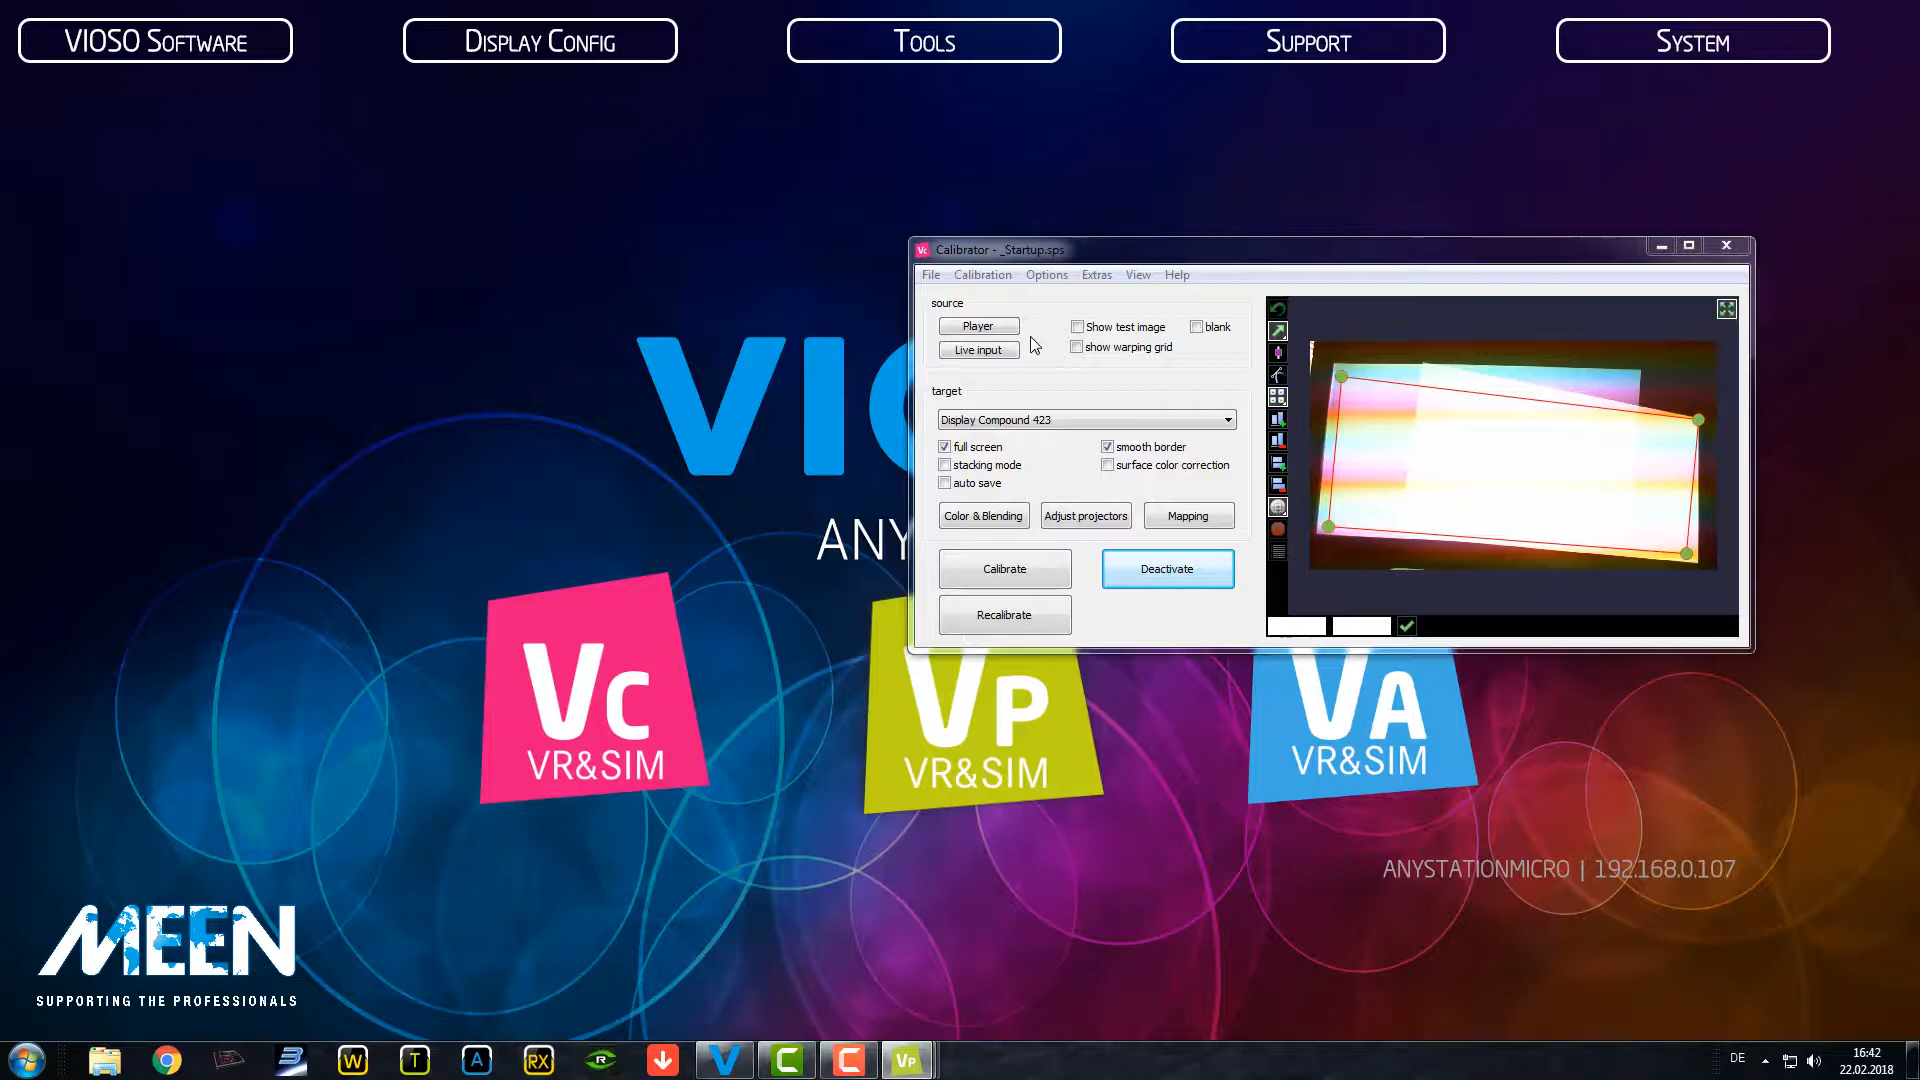 VIOSO Software
Display Config
Tools
Support
System
Calibrator - _Startup.sps
File
Calibration
Options
Extras
View
Help
source
Player
Show test image
blank
Live input
show warping grid
target
Display Compound 423
full screen
smooth border
stacking mode
surface color correction
auto save
Color & Blending
Adjust projectors
Mapping
Calibrate
Deactivate
Recalibrate
VI
ANY
Vc
VR&SIM
VP
VR&SIM
VA
VR&SIM
ANYSTATIONMICRO | 192.168.0.107
MEEN
SUPPORTING THE PROFESSIONALS
W
T
A
RX
R
V
C
C
VP
DE
16:42
22.02.2018